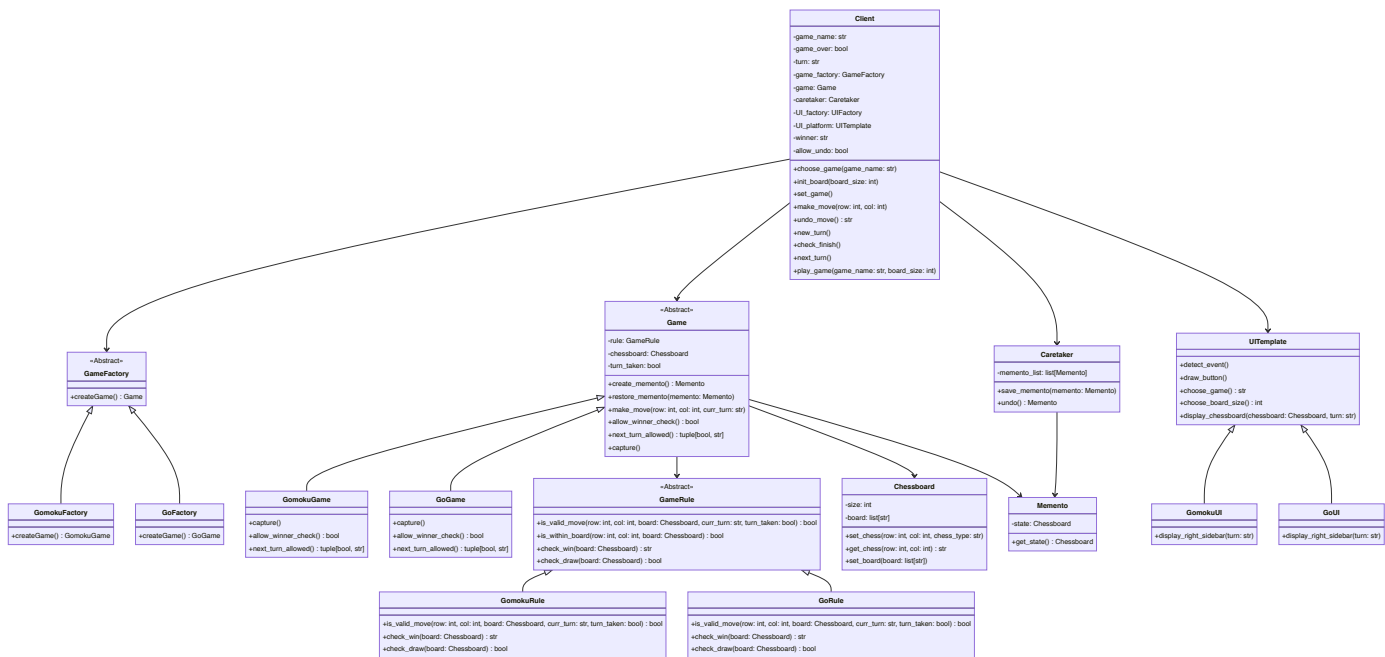 Client
-game_name: str
-game_over: bool
-turn: str
-game_factory: GameFactory
-game: Game
-caretaker: Caretaker
-UI_factory: UIFactory
-UI_platform: UITemplate
-winner: str
-allow_undo: bool
+choose_game(game_name: str)
+init_board(board_size: int)
+set_game()
+make_move(row: int, col: int)
+undo_move() : str
+new_turn()
+check_finish()
+next_turn()
+play_game(game_name: str, board_size: int)
«Abstract»
GameFactory
+createGame() : Game
«Abstract»
Game
-rule: GameRule
-chessboard: Chessboard
-turn_taken: bool
+create_memento() : Memento
+restore_memento(memento: Memento)
+make_move(row: int, col: int, curr_turn: str)
+allow_winner_check() : bool
+next_turn_allowed() : tuple[bool, str]
+capture()
Caretaker
-memento_list: list[Memento]
+save_memento(memento: Memento)
+undo() : Memento
UITemplate
+detect_event()
+draw_button()
+choose_game() : str
+choose_board_size() : int
+display_chessboard(chessboard: Chessboard, turn: str)
GomokuFactory
+createGame() : GomokuGame
GoFactory
+createGame() : GoGame
GomokuGame
+capture()
+allow_winner_check() : bool
+next_turn_allowed() : tuple[bool, str]
GoGame
+capture()
+allow_winner_check() : bool
+next_turn_allowed() : tuple[bool, str]
«Abstract»
GameRule
+is_valid_move(row: int, col: int, board: Chessboard, curr_turn: str, turn_taken: bool) : bool
+is_within_board(row: int, col: int, board: Chessboard) : bool
+check_win(board: Chessboard) : str
+check_draw(board: Chessboard) : bool
Chessboard
-size: int
-board: list[str]
+set_chess(row: int, col: int, chess_type: str)
+get_chess(row: int, col: int) : str
+set_board(board: list[str])
Memento
-state: Chessboard
+get_state() : Chessboard
GomokuUI
+display_right_sidebar(turn: str)
GoUI
+display_right_sidebar(turn: str)
GomokuRule
+is_valid_move(row: int, col: int, board: Chessboard, curr_turn: str, turn_taken: bool) : bool
+check_win(board: Chessboard) : str
+check_draw(board: Chessboard) : bool
GoRule
+is_valid_move(row: int, col: int, board: Chessboard, curr_turn: str, turn_taken: bool) : bool
+check_win(board: Chessboard) : str
+check_draw(board: Chessboard) : bool